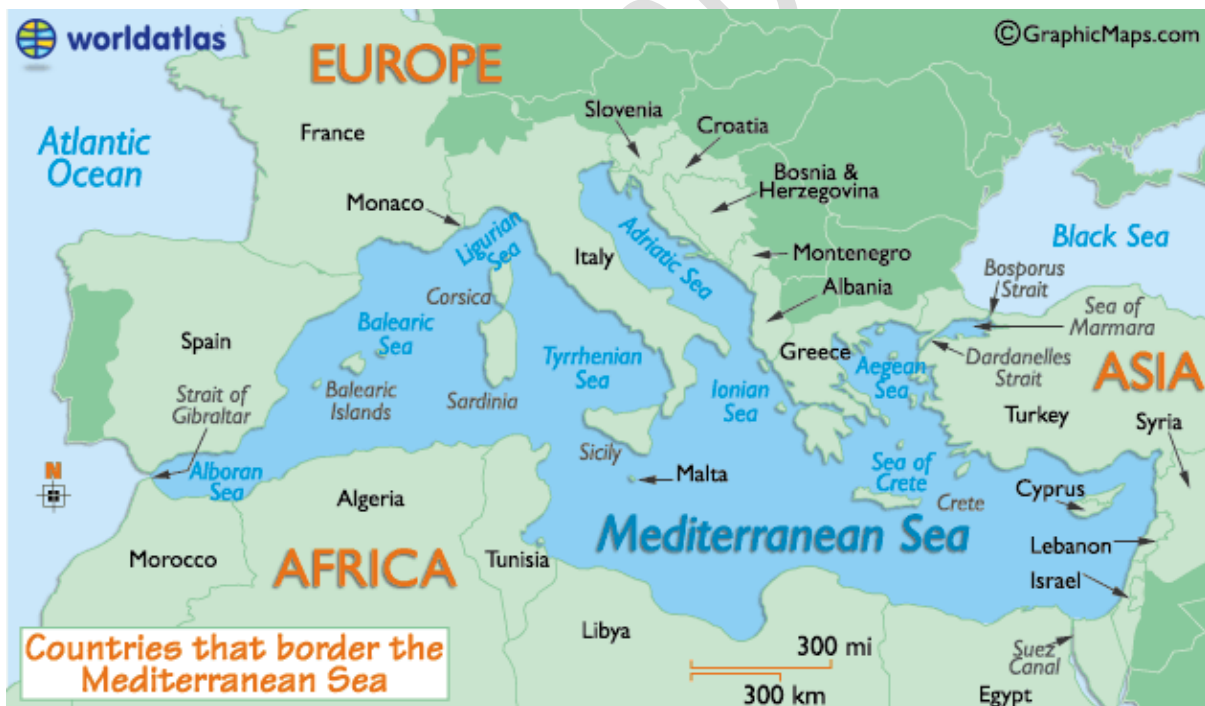 worldatlas
©GraphicMaps.com
EUROPE
Slovenia
Croatia
France
Atlantic
Ocean
Bosnia &
Herzegovina
Monaco
Ligurian
Sea
Adriatic Sea
Italy
Black Sea
Montenegro
Bosporus
Strait
Albania
Corsica
Sea of
Marmara
Balearic
Sea
Spain
Tyrrhenian
Sea
Greece
Aegean
Sea
Dardanelles
Strait
ASIA
Ionian
Sea
Balearic
Islands
Sardinia
Strait of
Gibraltar
Turkey
Syria
Sicily
N
Alboran
Sea
Malta
Sea of
Crete
Crete
Cyprus
Algeria
Mediterranean Sea
Lebanon
Morocco
AFRICA
Tunisia
Israel
Libya
Countries that border the
Mediterranean Sea
300 mi
300 km
Suez
Canal
Egypt